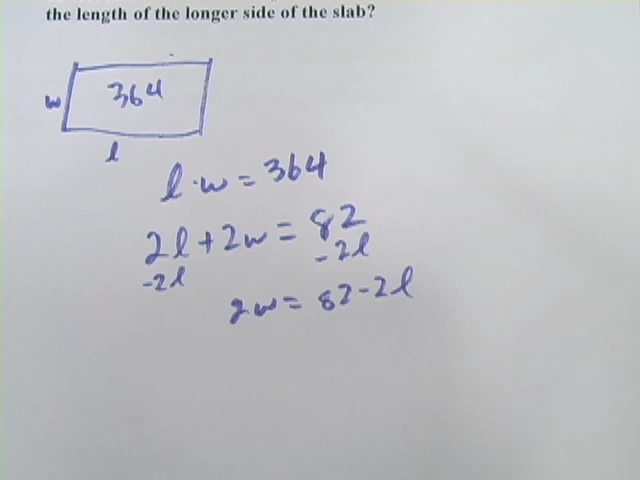 the length of the longer side of the slab?
w
364
l
l · w = 364
2l + 2w = 82
-2l -2l
2w = 82 - 2l